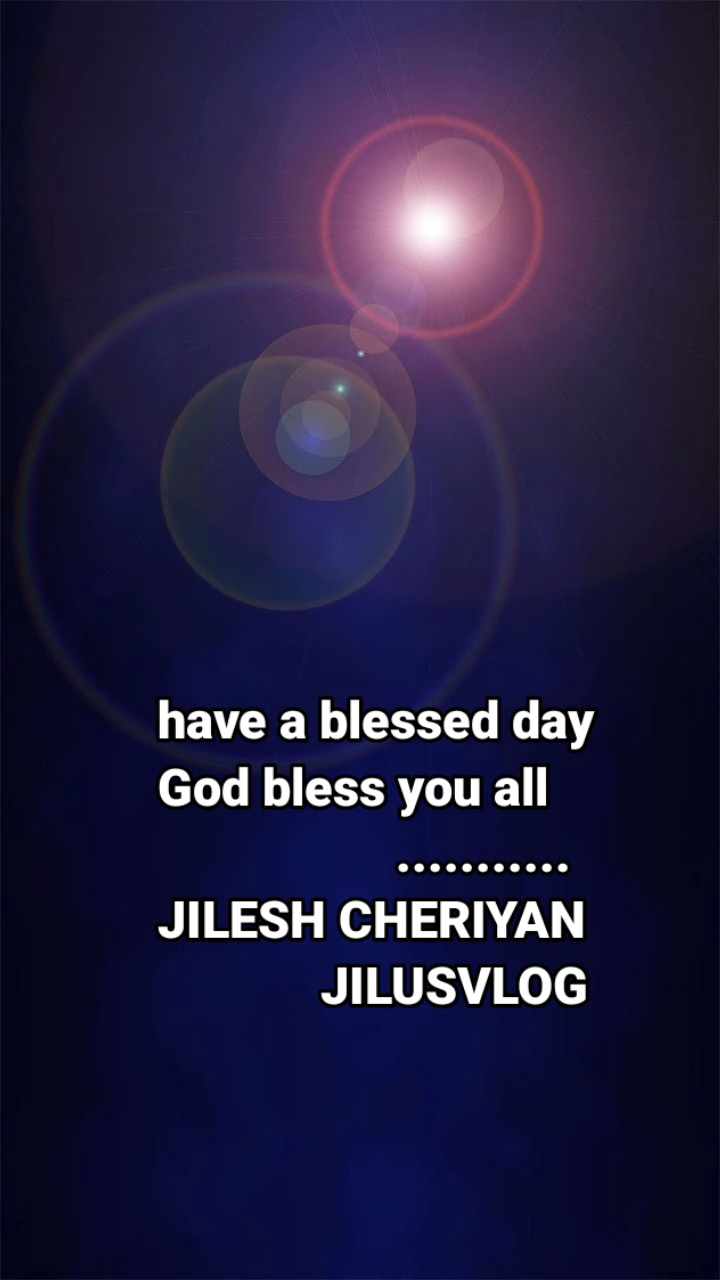 have a blessed day
God bless you all
...........
JILESH CHERIYAN
JILUSVLOG